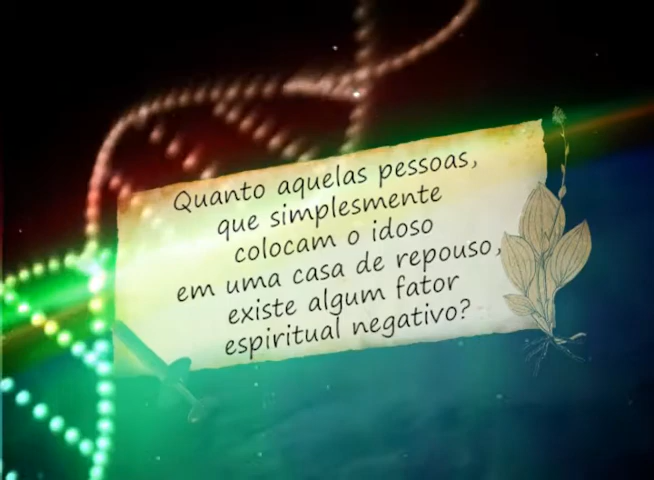 Quanto aquelas pessoas,
que simplesmente
colocam o idoso
em uma casa de repouso,
existe algum fator
espiritual negativo?